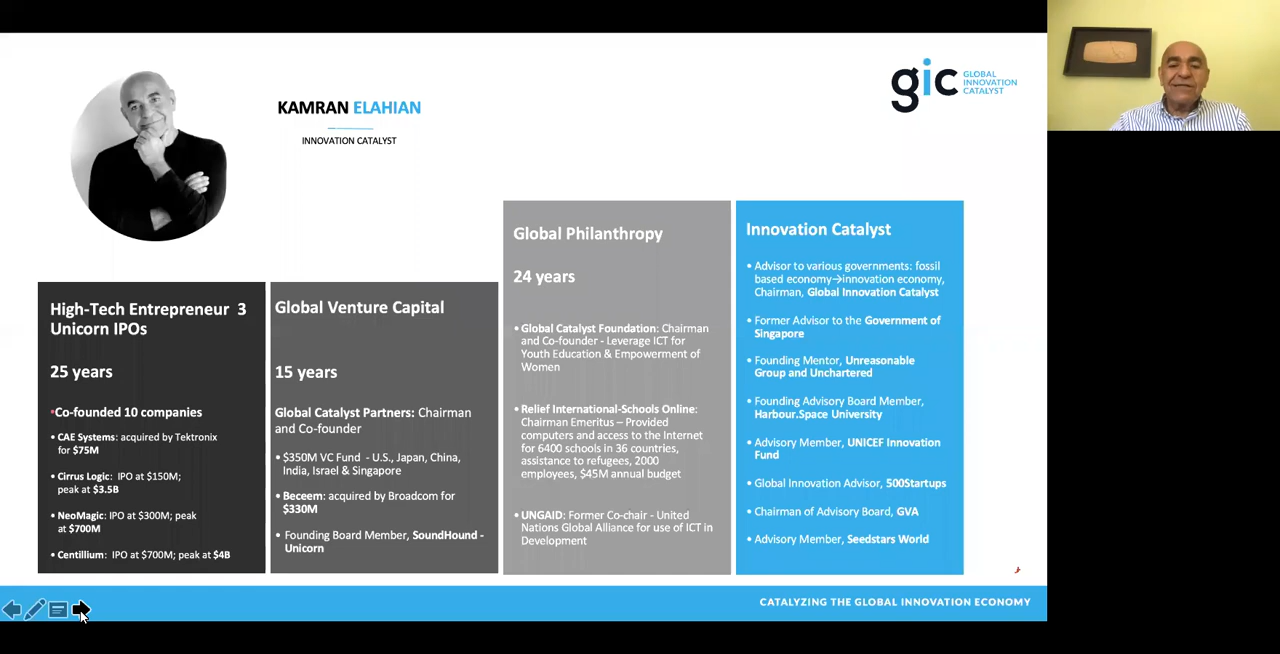 KAMRAN ELAHIAN
INNOVATION CATALYST
gic
GLOBAL
INNOVATION
CATALYST
High-Tech Entrepreneur 3
Unicorn IPOs
25 years
•Co-founded 10 companies
• CAE Systems: acquired by Tektronix
for $75M
• Cirrus Logic: IPO at $150M;
peak at $3.5B
• NeoMagic: IPO at $300M; peak
at $700M
• Centillium: IPO at $700M; peak at $4B
Global Venture Capital
15 years
Global Catalyst Partners: Chairman
and Co-founder
• $350M VC Fund - U.S., Japan, China,
India, Israel & Singapore
• Beceem: acquired by Broadcom for
$330M
• Founding Board Member, SoundHound -
Unicorn
Global Philanthropy
24 years
• Global Catalyst Foundation: Chairman
and Co-founder - Leverage ICT for
Youth Education & Empowerment of
Women
• Relief International-Schools Online:
Chairman Emeritus – Provided
computers and access to the Internet
for 6400 schools in 36 countries,
assistance to refugees, 2000
employees, $45M annual budget
• UNGAID: Former Co-chair - United
Nations Global Alliance for use of ICT in
Development
Innovation Catalyst
• Advisor to various governments: fossil
based economy→innovation economy,
Chairman, Global Innovation Catalyst
• Former Advisor to the Government of
Singapore
• Founding Mentor, Unreasonable
Group and Unchartered
• Founding Advisory Board Member,
Harbour.Space University
• Advisory Member, UNICEF Innovation
Fund
• Global Innovation Advisor, 500Startups
• Chairman of Advisory Board, GVA
• Advisory Member, Seedstars World
CATALYZING THE GLOBAL INNOVATION ECONOMY